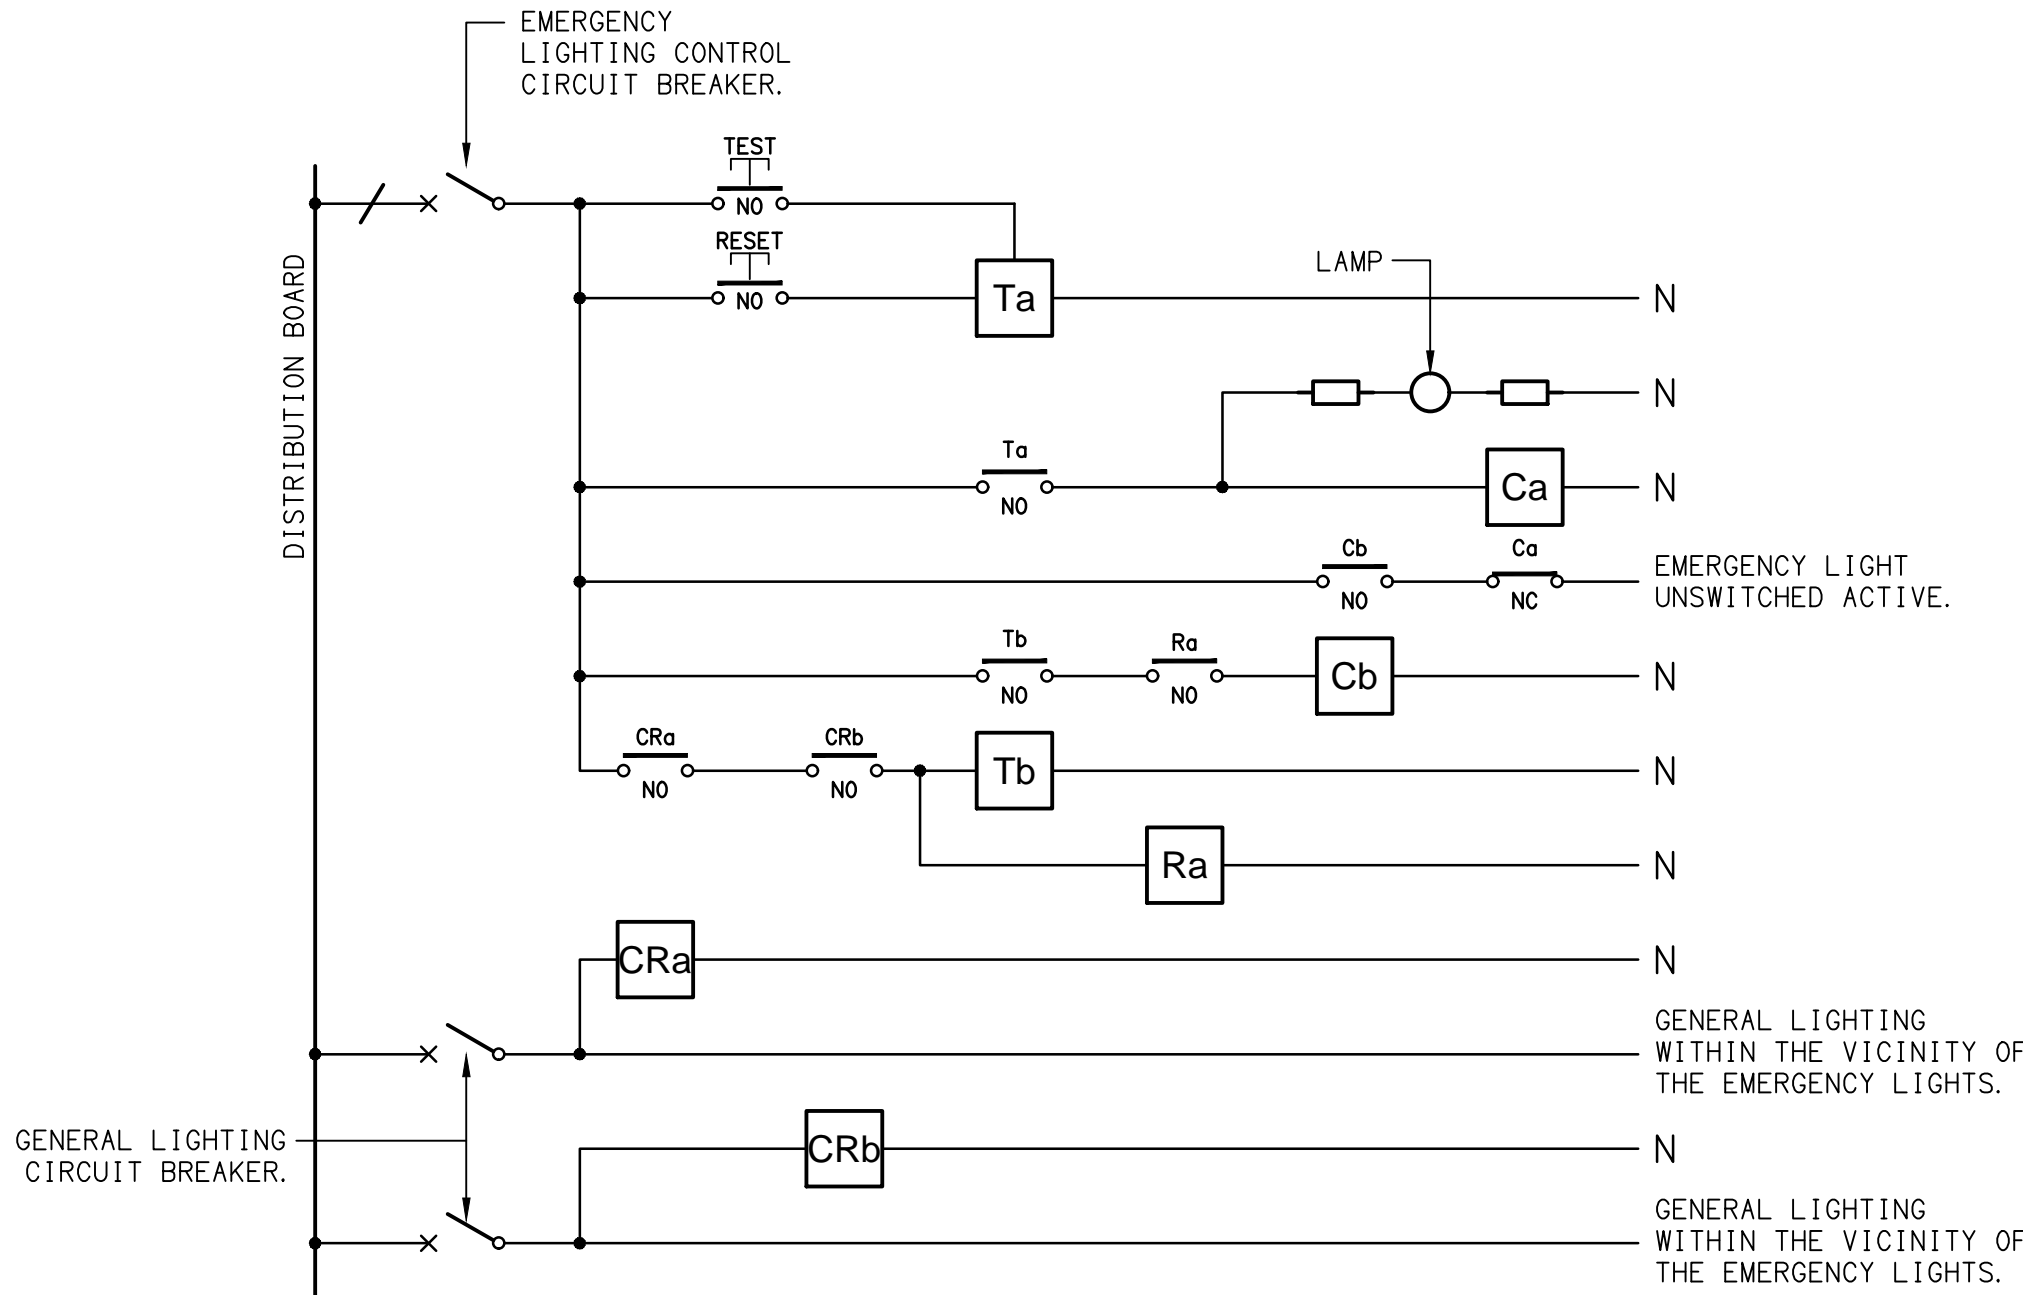 EMERGENCY
LIGHTING CONTROL
CIRCUIT BREAKER.
TEST
NO
RESET
NO
Ta
N
LAMP
N
DISTRIBUTION BOARD
Ta
NO
Ca
N
Cb
NO
Ca
NC
EMERGENCY LIGHT
UNSWITCHED ACTIVE.
Tb
NO
Ra
NO
Cb
N
CRa
NO
CRb
NO
Tb
N
Ra
N
CRa
N
GENERAL LIGHTING
WITHIN THE VICINITY OF
THE EMERGENCY LIGHTS.
GENERAL LIGHTING
CIRCUIT BREAKER.
CRb
N
GENERAL LIGHTING
WITHIN THE VICINITY OF
THE EMERGENCY LIGHTS.